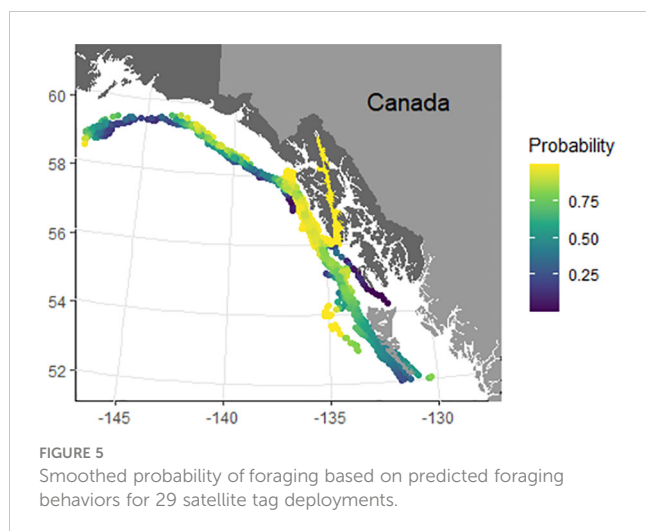 Canada
60
58
56
54
52
-145
-140
-135
-130
Probability
0.75
0.50
0.25
FIGURE 5
Smoothed probability of foraging based on predicted foraging
behaviors for 29 satellite tag deployments.